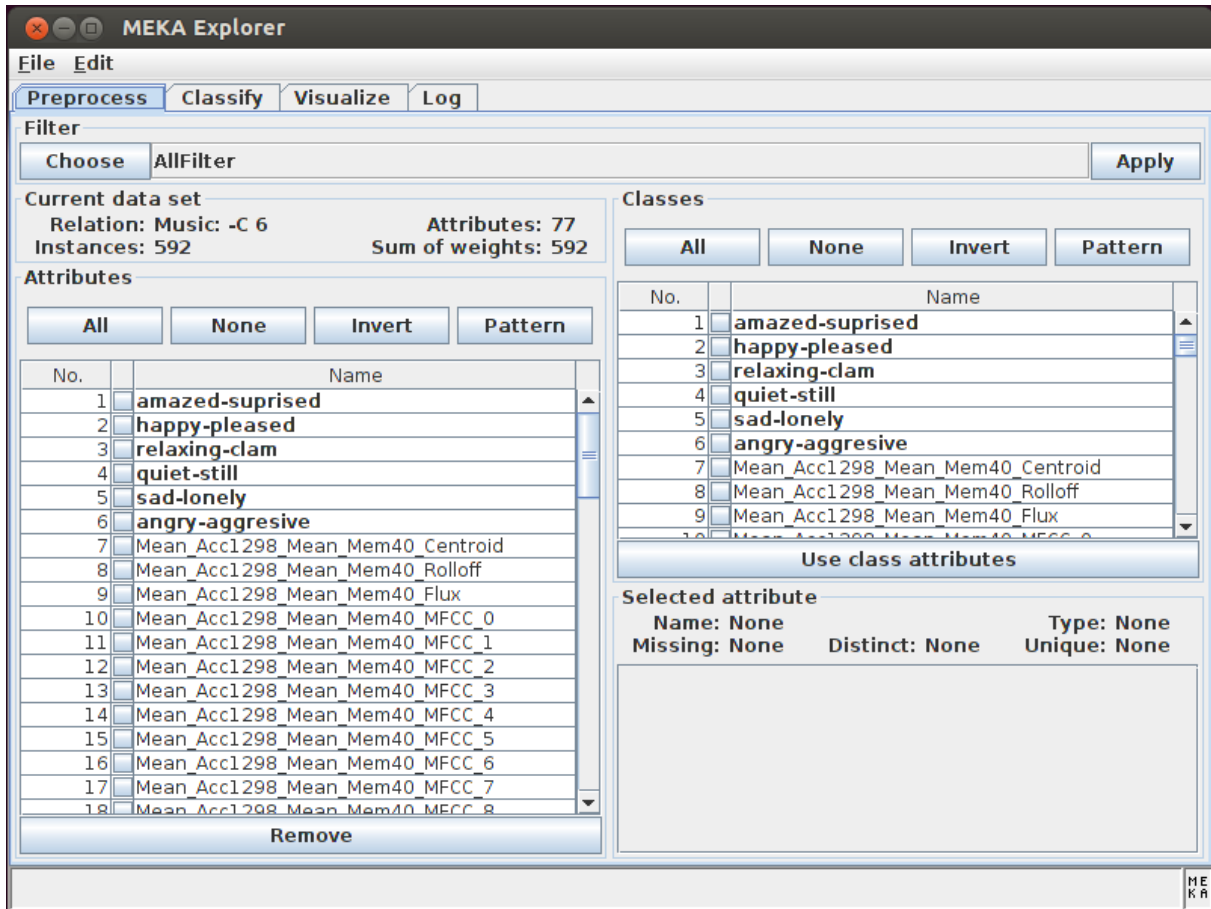 MEKA Explorer
File Edit
Preprocess Classify Visualize Log
Filter
Choose AllFilter Apply
Current data set
Relation: Music: -C 6 Attributes: 77
Instances: 592 Sum of weights: 592
Attributes
All None Invert Pattern
No. Name
1 amazed-suprised
2 happy-pleased
3 relaxing-clam
4 quiet-still
5 sad-lonely
6 angry-aggresive
7 Mean_Acc1298_Mean_Mem40_Centroid
8 Mean_Acc1298_Mean_Mem40_Rolloff
9 Mean_Acc1298_Mean_Mem40_Flux
10 Mean_Acc1298_Mean_Mem40_MFCC_0
11 Mean_Acc1298_Mean_Mem40_MFCC_1
12 Mean_Acc1298_Mean_Mem40_MFCC_2
13 Mean_Acc1298_Mean_Mem40_MFCC_3
14 Mean_Acc1298_Mean_Mem40_MFCC_4
15 Mean_Acc1298_Mean_Mem40_MFCC_5
16 Mean_Acc1298_Mean_Mem40_MFCC_6
17 Mean_Acc1298_Mean_Mem40_MFCC_7
18 Mean_Acc1298_Mean_Mem40_MFCC_8
Remove
Classes
All None Invert Pattern
No. Name
1 amazed-suprised
2 happy-pleased
3 relaxing-clam
4 quiet-still
5 sad-lonely
6 angry-aggresive
7 Mean_Acc1298_Mean_Mem40_Centroid
8 Mean_Acc1298_Mean_Mem40_Rolloff
9 Mean_Acc1298_Mean_Mem40_Flux
10 Mean_Acc1298_Mean_Mem40_MFCC_0
Use class attributes
Selected attribute
Name: None Type: None
Missing: None Distinct: None Unique: None
ME
KA